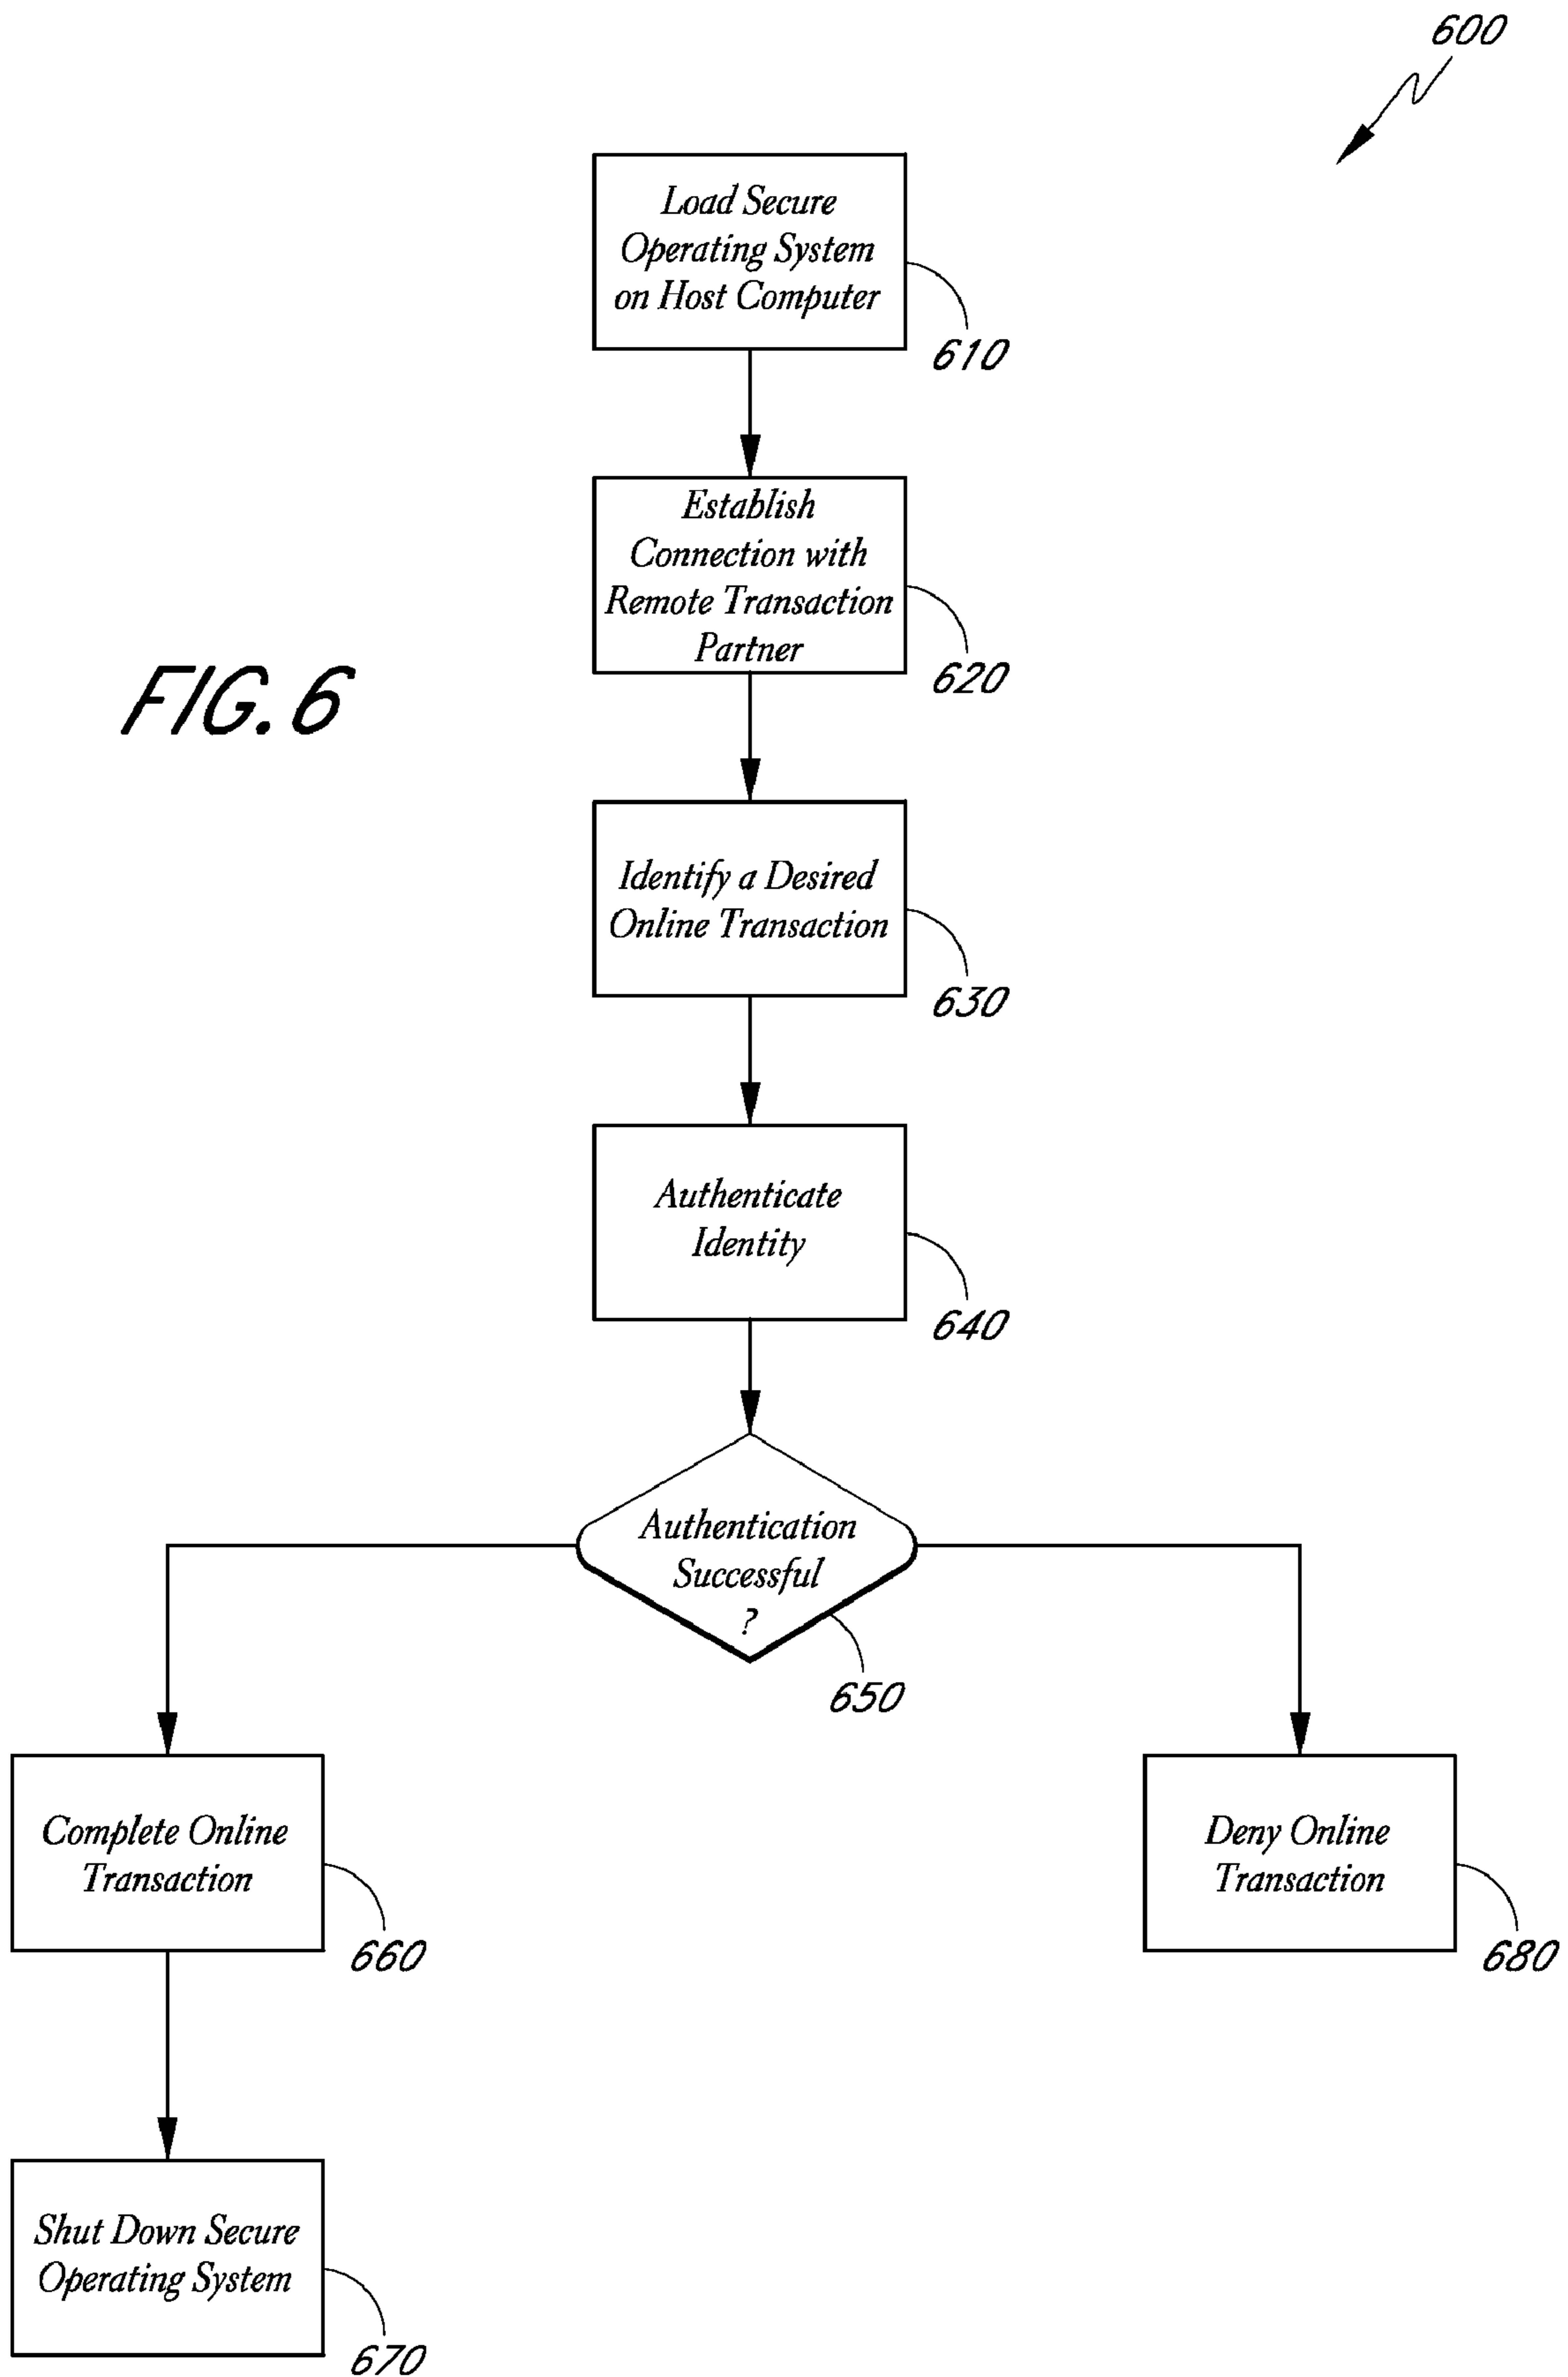 600
Load Secure
Operating System
on Host Computer
610
Establish
Connection with
Remote Transaction
Partner
620
FIG. 6
Identify a Desired
Online Transaction
630
Authenticate
Identity
640
Authentication
Successful
?
650
Complete Online
Transaction
660
Deny Online
Transaction
680
Shut Down Secure
Operating System
670